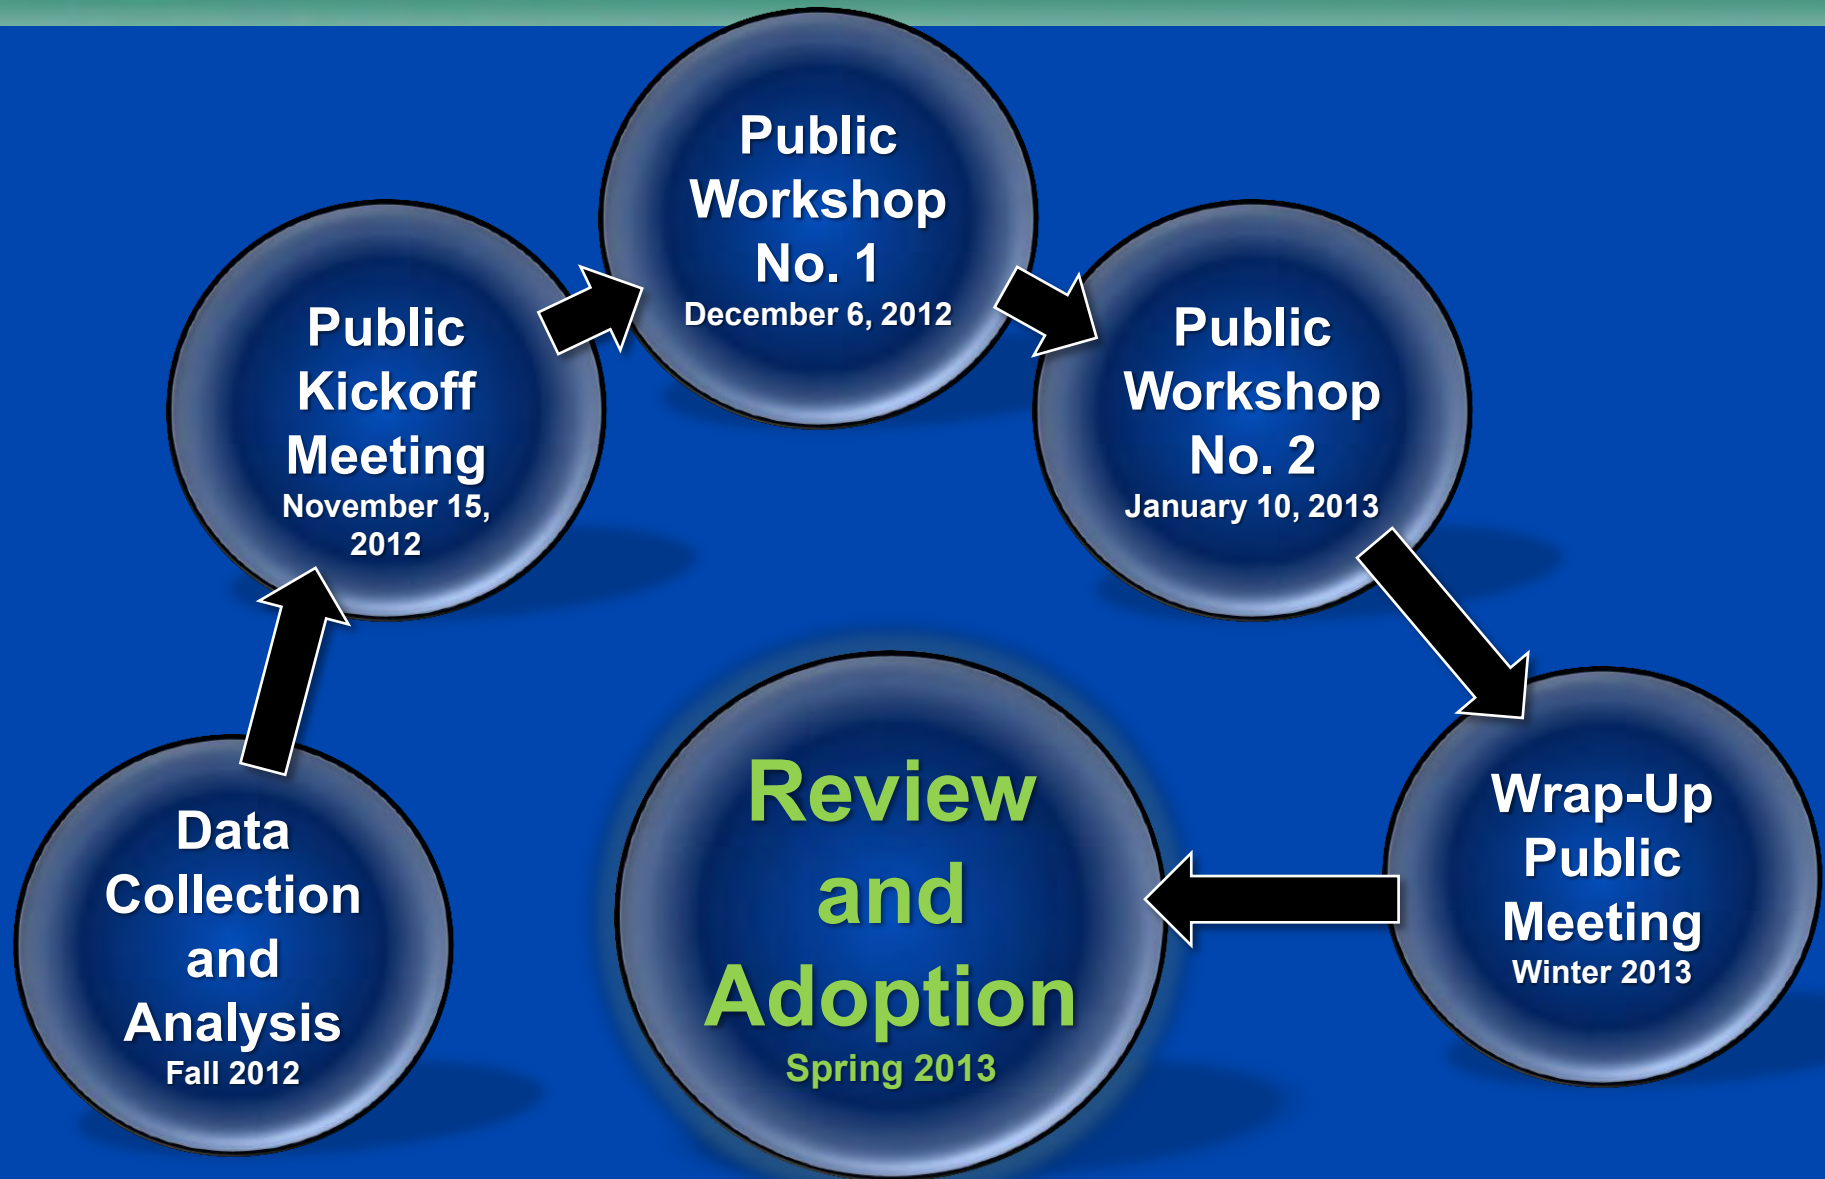 Data
Collection
and
Analysis
Fall 2012
Public
Kickoff
Meeting
November 15,
2012
Public
Workshop
No. 1
December 6, 2012
Public
Workshop
No. 2
January 10, 2013
Wrap-Up
Public
Meeting
Winter 2013
Review
and
Adoption
Spring 2013